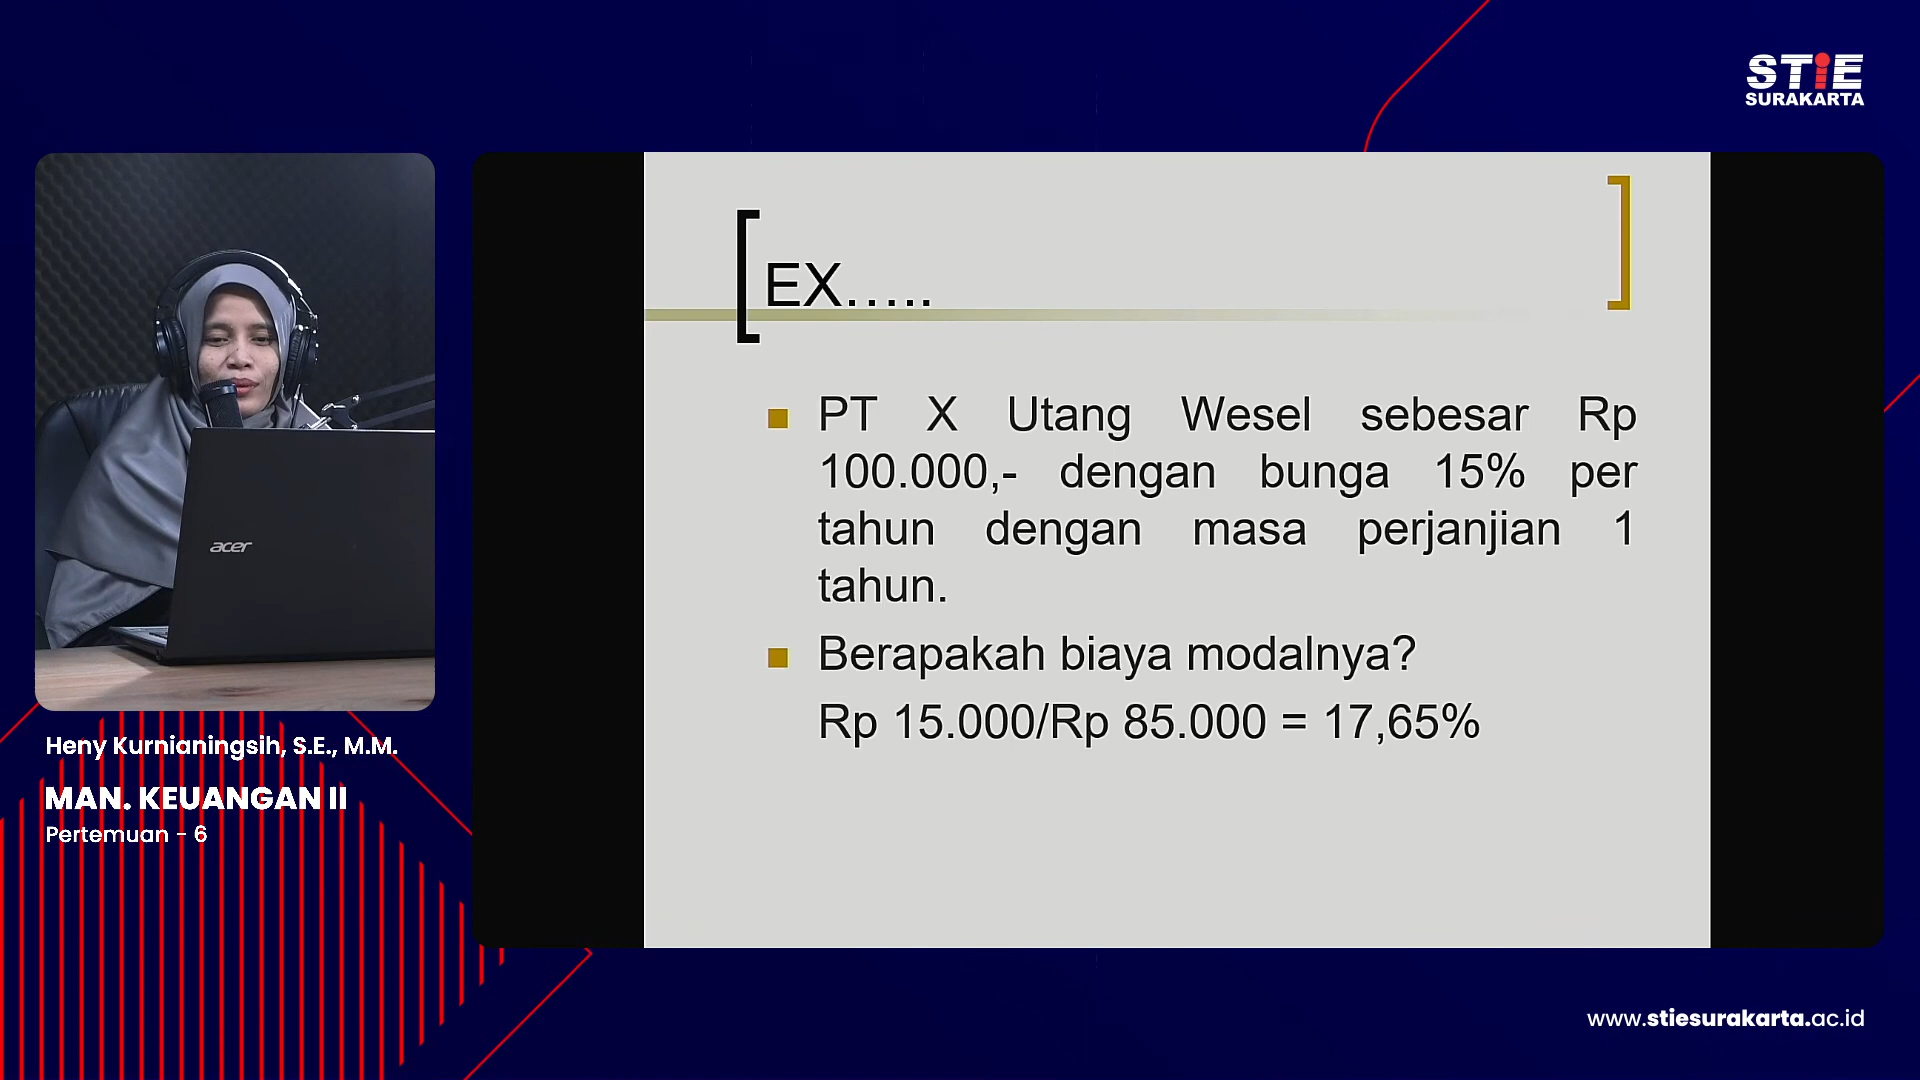 STiE
SURAKARTA
EX.....
PT X Utang Wesel sebesar Rp
100.000,- dengan bunga 15% per
tahun dengan masa perjanjian 1
tahun.
Berapakah biaya modalnya?
Rp 15.000/Rp 85.000 = 17,65%
acer
Heny Kurnianingsih, S.E., M.M.
MAN. KEUANGAN II
Pertemuan - 6
www.stiesurakarta.ac.id